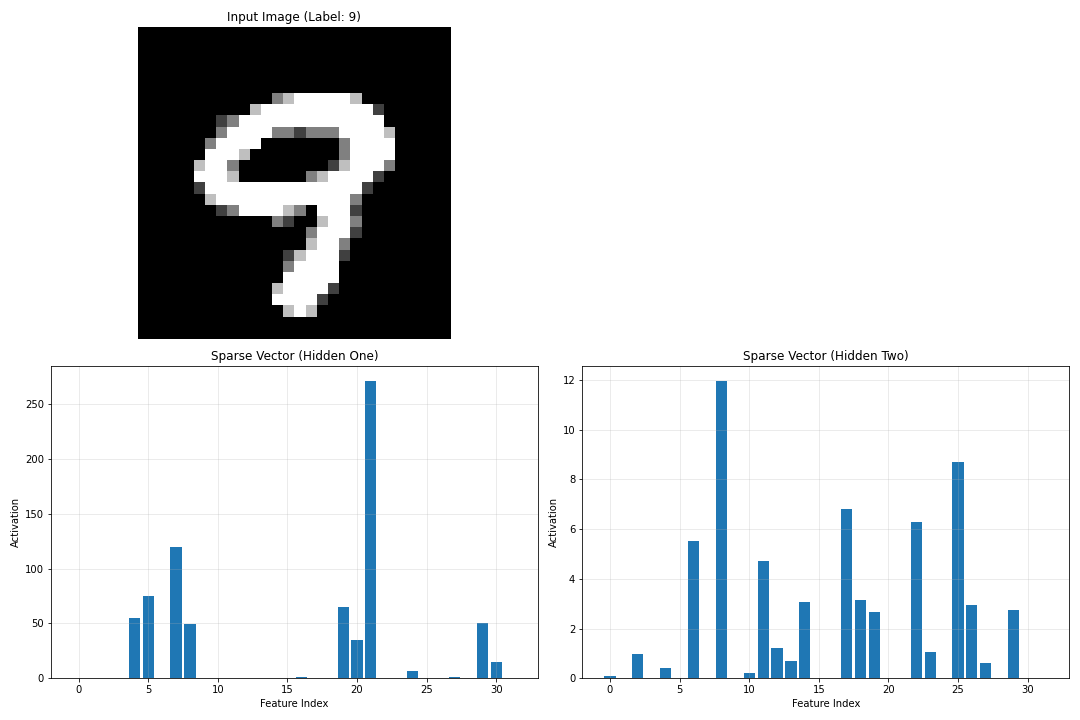 Input Image (Label: 9)
9
Sparse Vector (Hidden One)
Activation
250
200
150
100
50
0
0 5 10 15 20 25 30
Feature Index
Sparse Vector (Hidden Two)
Activation
12
10
8
6
4
2
0
0 5 10 15 20 25 30
Feature Index